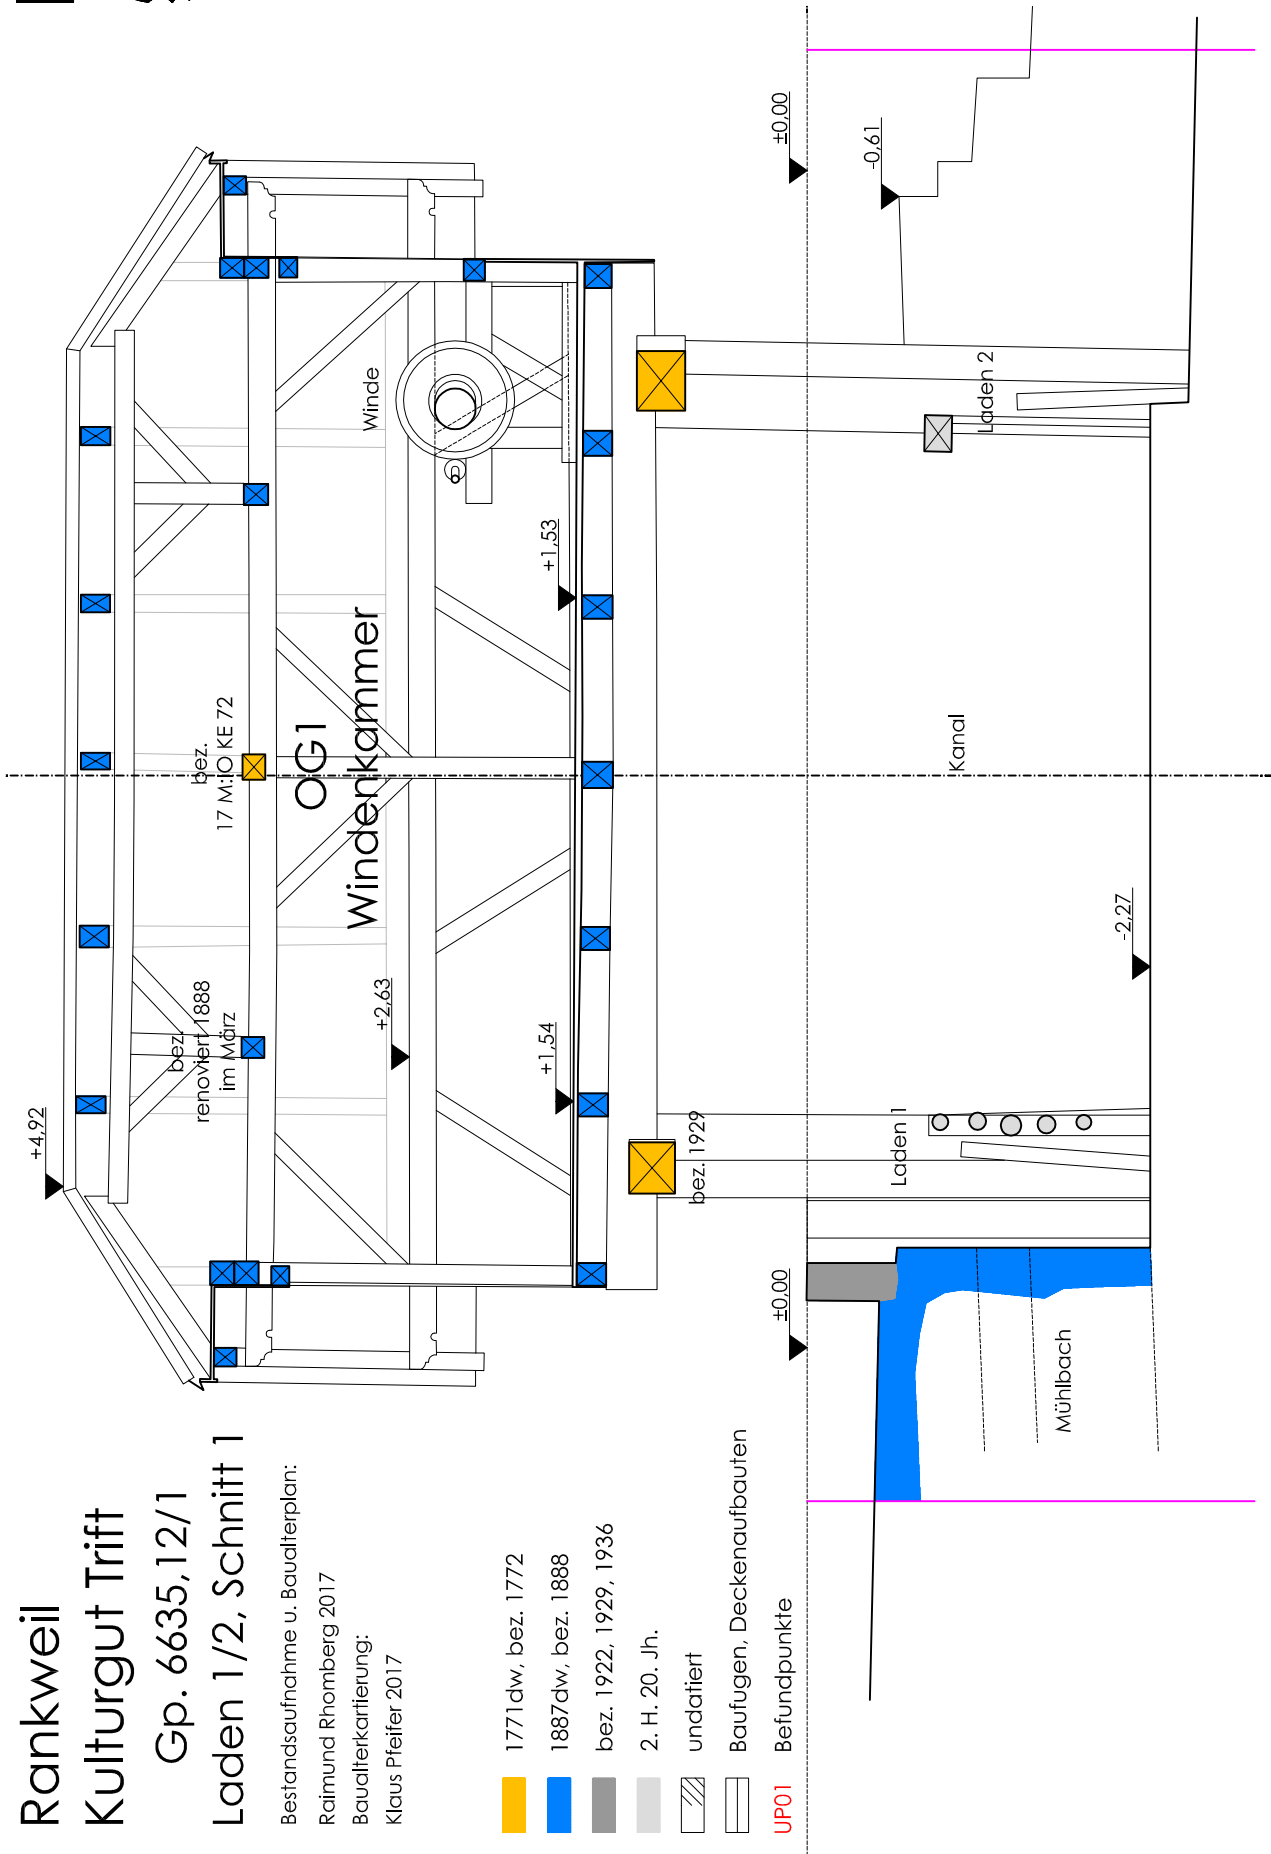 Rankweil
Kulturgut Trift
Gp. 6635,12/1
Laden 1/2, Schnitt 1
Bestandsaufnahme u. Baualterplan:
Raimund Rhomberg 2017
Baualterkartierung:
Klaus Pfeifer 2017
1771dw, bez. 1772
1887dw, bez. 1888
bez. 1922, 1929, 1936
2. H. 20. Jh.
undatiert
Baufugen, Deckenaufbauten
UP01 Befundpunkte
+4,92
bez.
renoviert 1888
im März
bez.
17 M:IO KE 72
OG1
Windenkammer
Winde
+2,63
+1,54
+1,53
bez. 1929
±0,00
±0,00
-0,61
Laden 1
Laden 2
Kanal
Mühlbach
-2,27